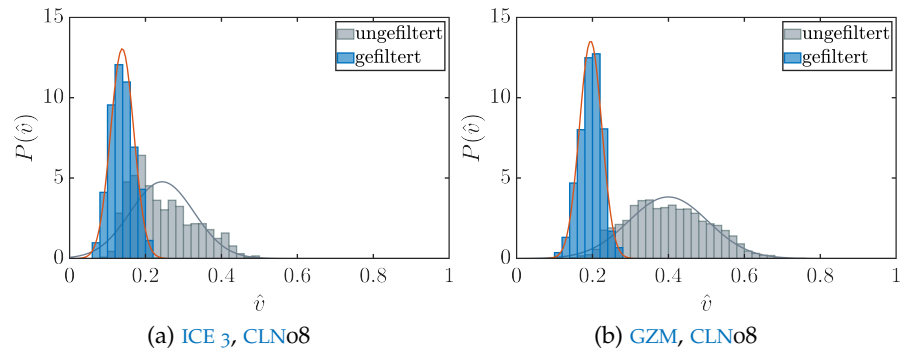 15
10
5
0
P(v̂)
ungefiltert
gefiltert
0 0.2 0.4 0.6 0.8 1
v̂
(a) ICE 3, CLN08
15
10
5
0
P(v̂)
ungefiltert
gefiltert
0 0.2 0.4 0.6 0.8 1
v̂
(b) GZM, CLN08